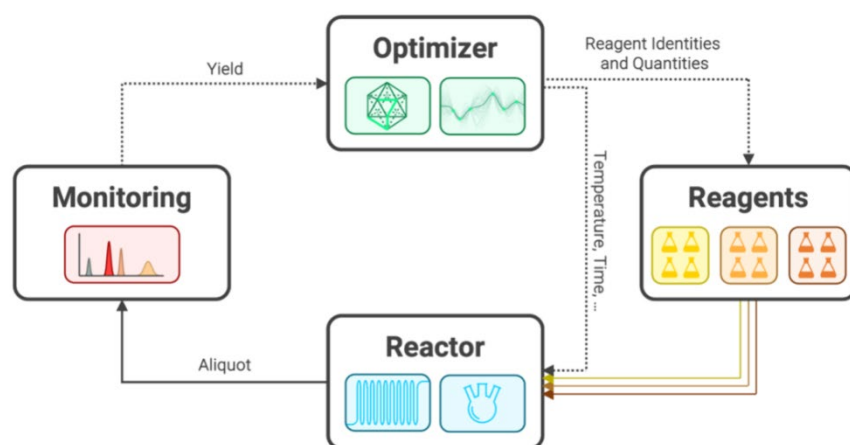 Optimizer
Yield
Reagent Identities
and Quantities
Monitoring
Temperature, Time, ...
Reagents
Reactor
Aliquot